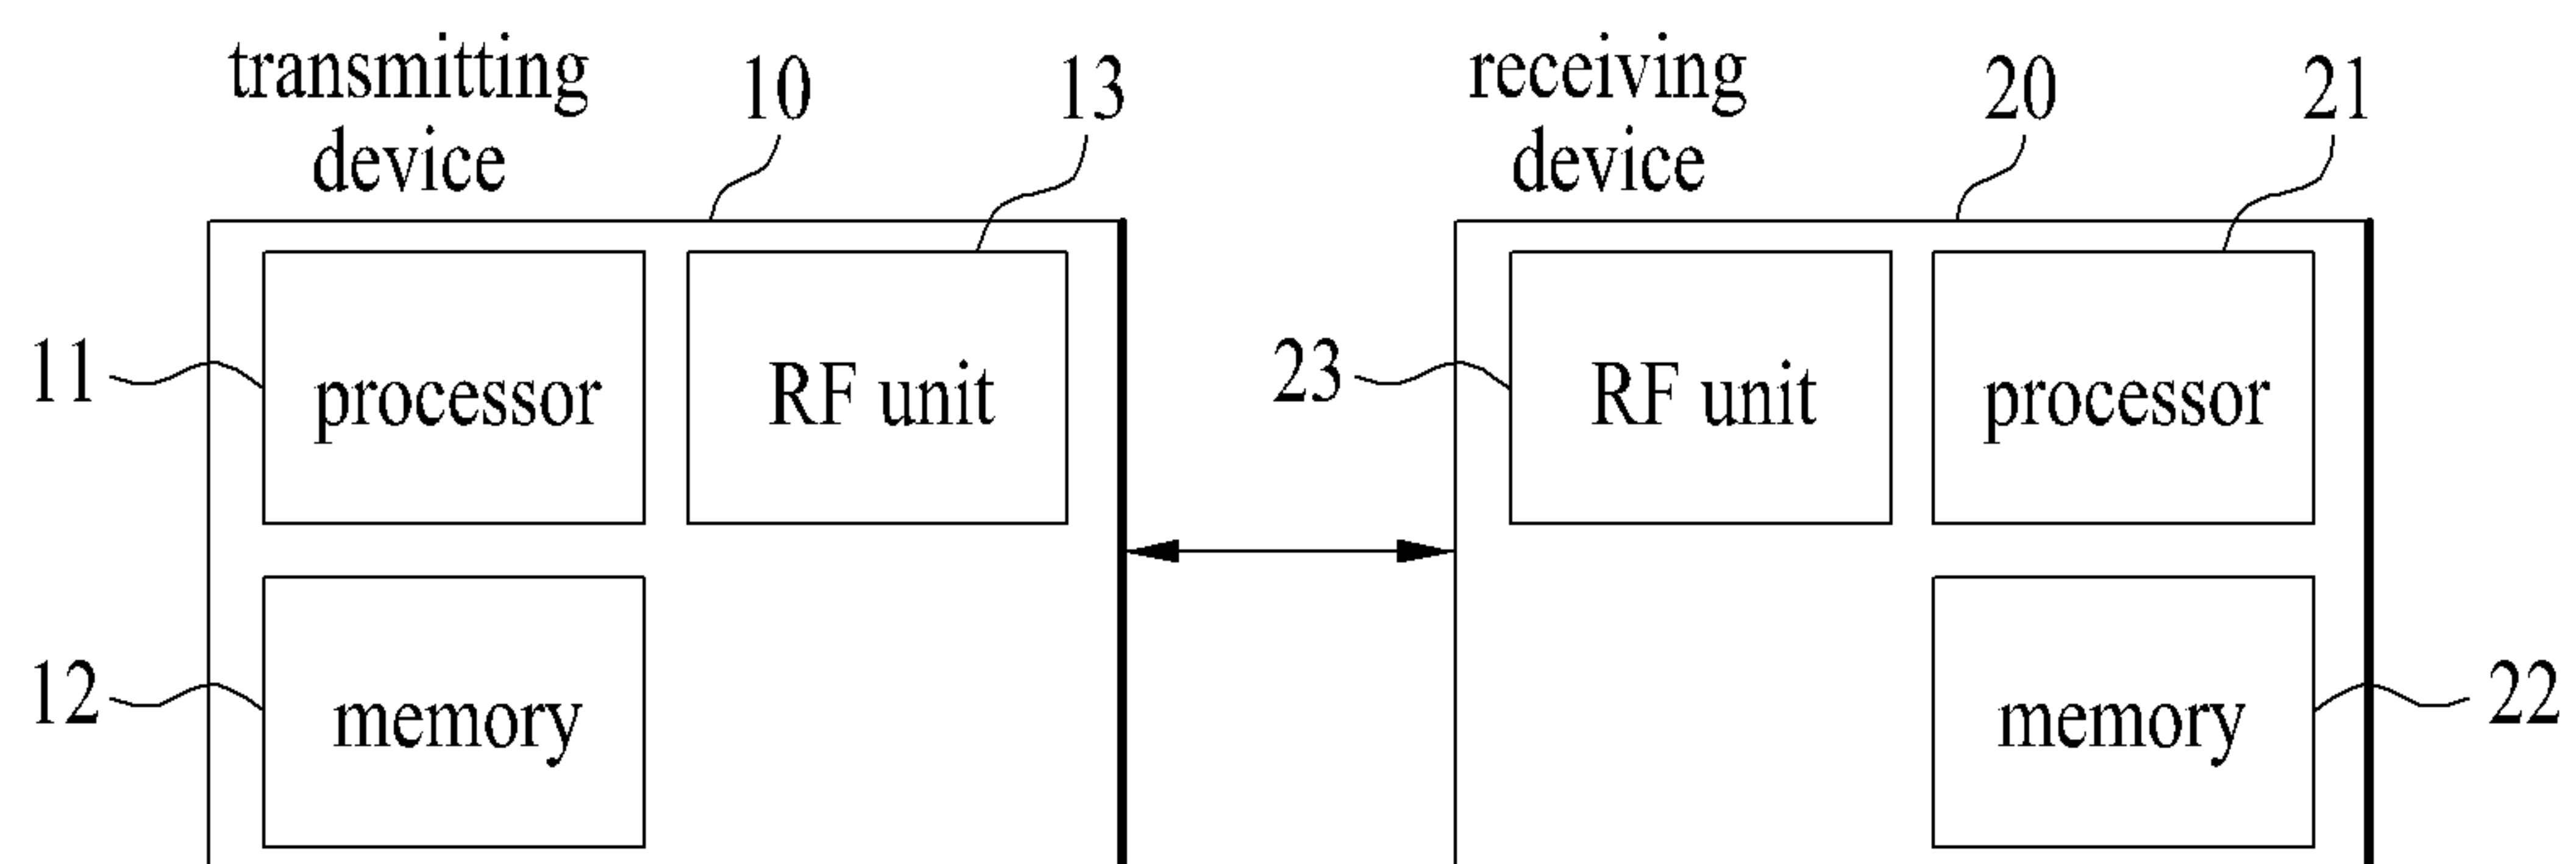 transmitting
device
10
13
receiving
device
20
21
11
processor
RF unit
23
RF unit
processor
12
memory
memory
22